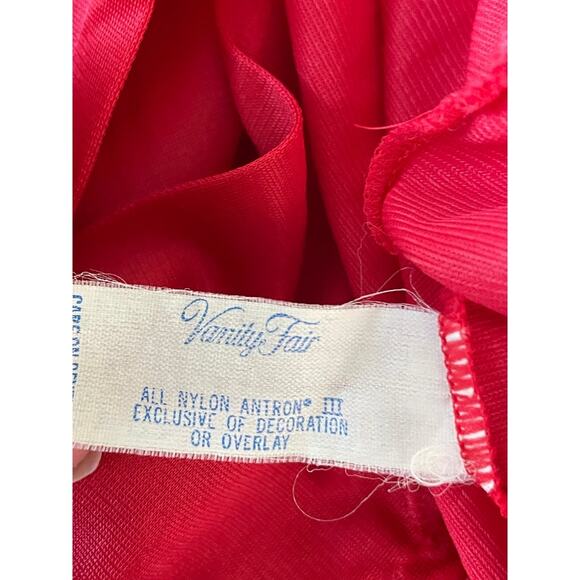 Vanity Fair
ALL NYLON ANTRON® III
EXCLUSIVE OF DECORATION
OR OVERLAY